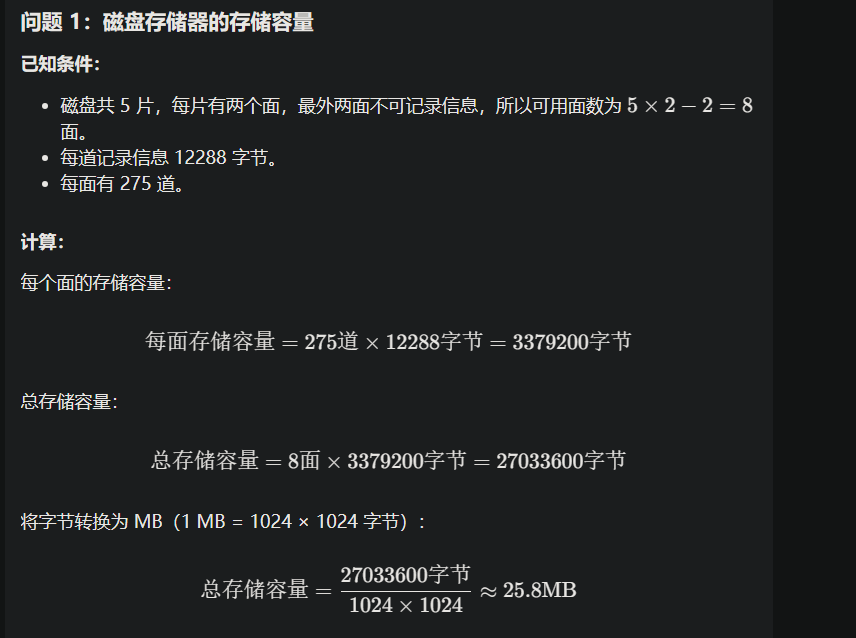 问题 1：磁盘存储器的存储容量
已知条件：
• 磁盘共 5 片，每片有两个面，最外两面不可记录信息，所以可用面数为 5 × 2 − 2 = 8
面。
• 每道记录信息 12288 字节。
• 每面有 275 道。
计算：
每个面的存储容量：
每面存储容量 = 275道 × 12288字节 = 3379200字节
总存储容量：
总存储容量 = 8面 × 3379200字节 = 27033600字节
将字节转换为 MB（1 MB = 1024 × 1024 字节）：
总存储容量 = 27033600字节 / 1024 × 1024 ≈ 25.8MB